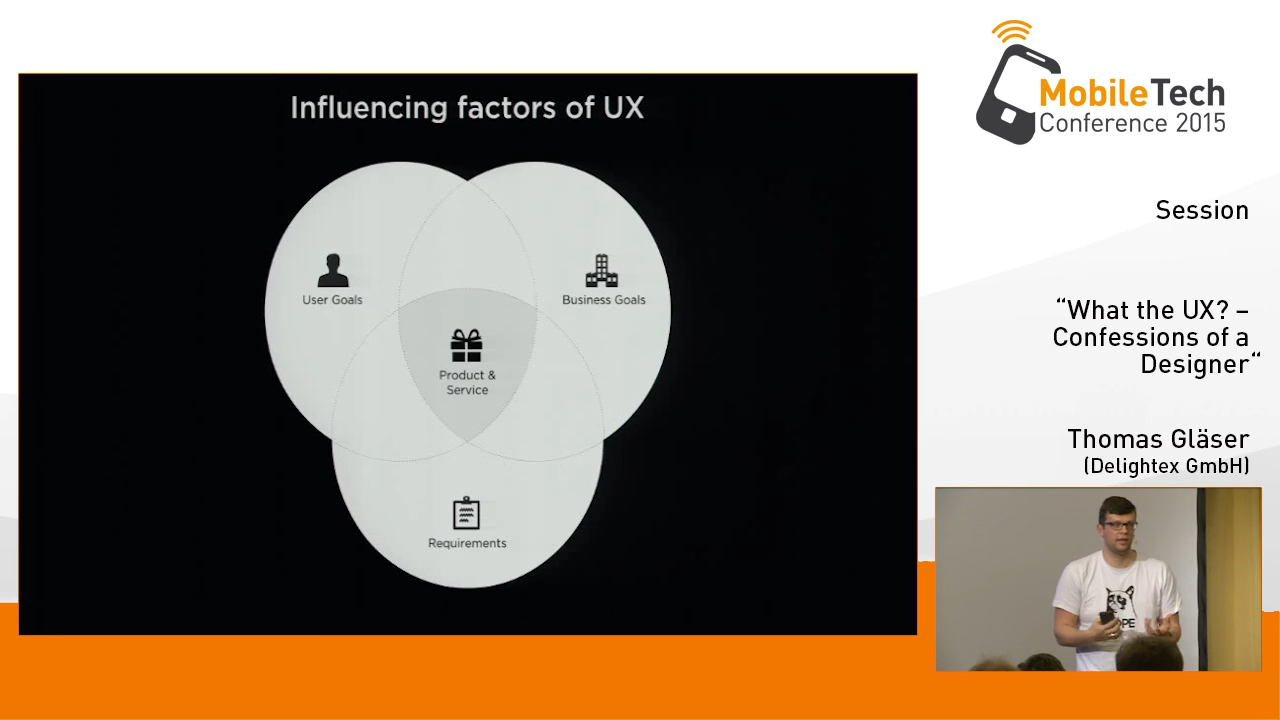 Influencing factors of UX
User Goals
Business Goals
Product &
Service
Requirements
MobileTech
Conference 2015
Session
“What the UX? –
Confessions of a
Designer“
Thomas Gläser
(Delightex GmbH)